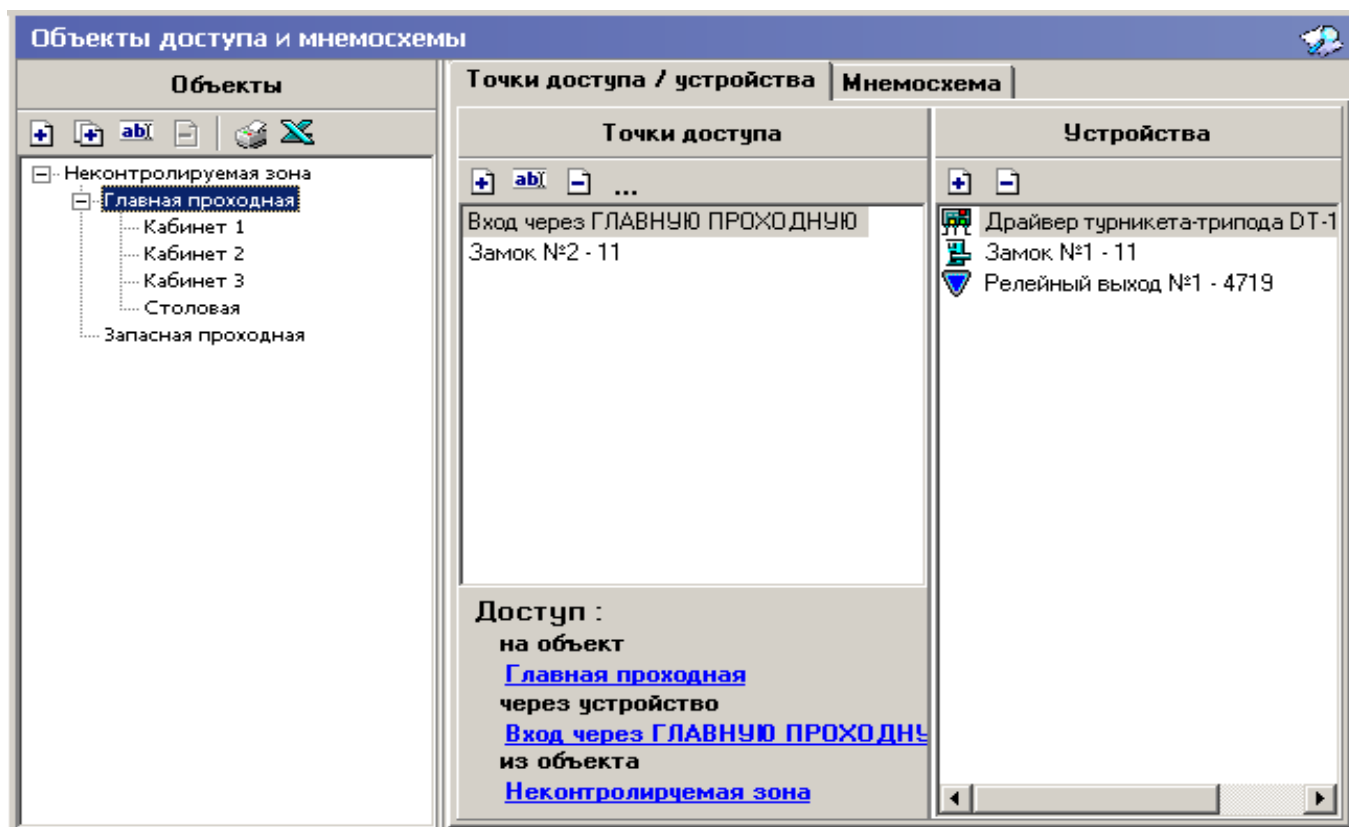 Объекты доступа и мнемосхемы
Объекты
Точки доступа / устройства
Мнемосхема
abI
Точки доступа
Устройства
abI
...
Неконтролируемая зона
Главная проходная
Кабинет 1
Кабинет 2
Кабинет 3
Столовая
Запасная проходная
Вход через ГЛАВНУЮ ПРОХОДНУЮ
Замок №2 - 11
Драйвер турникета-трипода DT-1
Замок №1 - 11
Релейный выход №1 - 4719
Доступ :
на объект
Главная проходная
через устройство
Вход через ГЛАВНУЮ ПРОХОДНУ
из объекта
Неконтролируемая зона